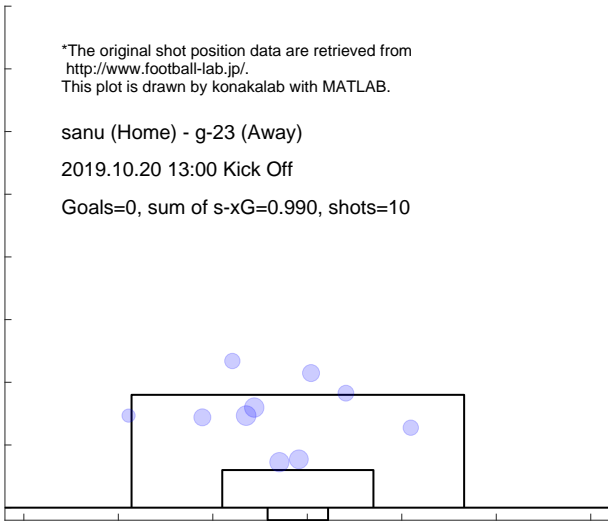 *The original shot position data are retrieved from
http://www.football-lab.jp/.
This plot is drawn by konakalab with MATLAB.
sanu (Home) - g-23 (Away)
2019.10.20 13:00 Kick Off
Goals=0, sum of s-xG=0.990, shots=10